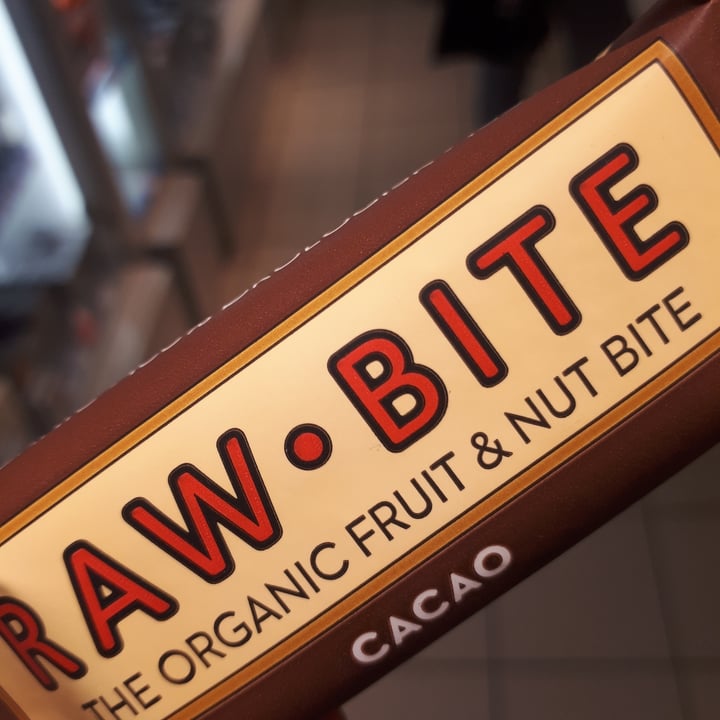 RAW•BITE
THE ORGANIC FRUIT & NUT BITE
CACAO